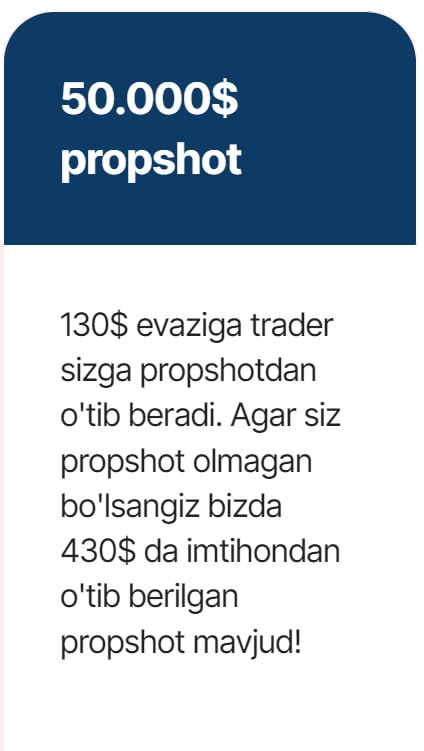 50.000$
propshot
130$ evaziga trader
sizga propshotdan
o'tib beradi. Agar siz
propshot olmagan
bo'lsangiz bizda
430$ da imtihondan
o'tib berilgan
propshot mavjud!